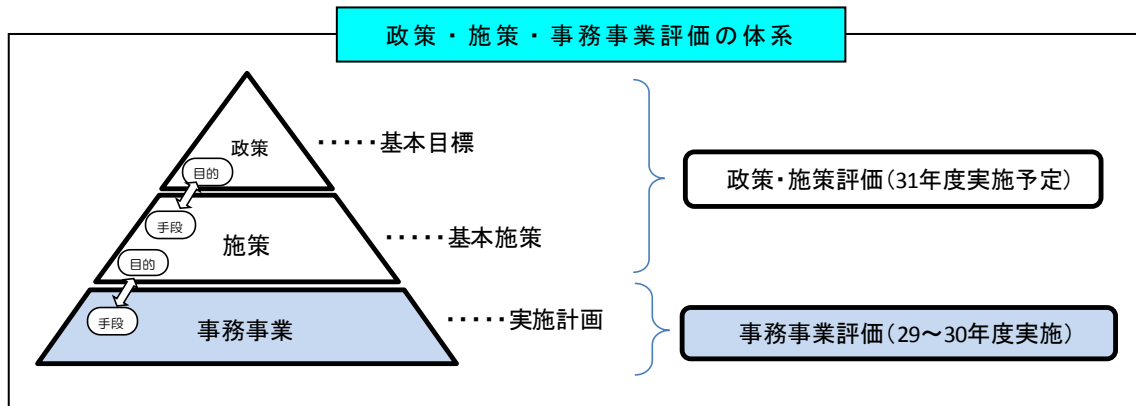 政策・施策・事務事業評価の体系
政策
・・・・・基本目標
目的
手段
政策・施策評価(31年度実施予定)
施策
・・・・・基本施策
目的
手段
事務事業
・・・・・実施計画
事務事業評価(29～30年度実施)